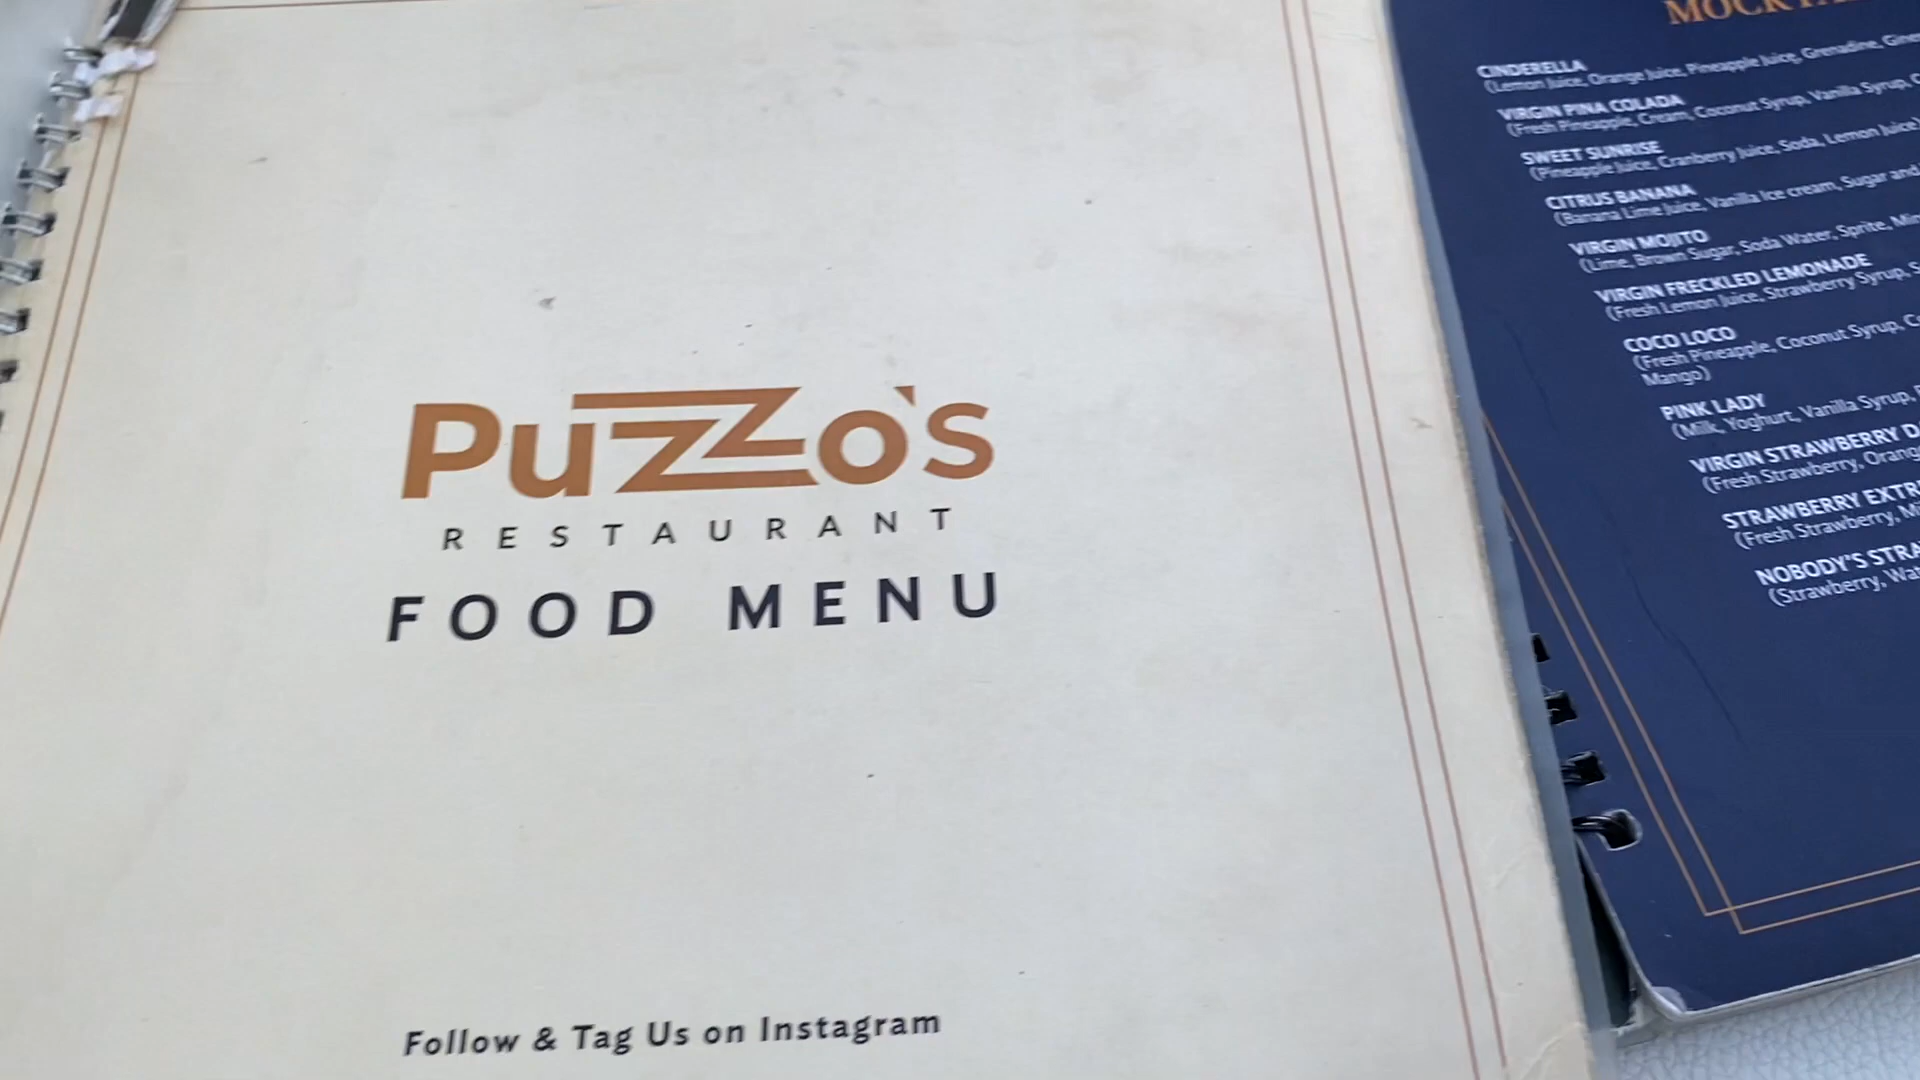 PuZZo's
RESTAURANT
FOOD MENU
Follow & Tag Us on Instagram
CINDERELLA
(Lemon Juice, Orange Juice, Pineapple Juice, Grenadine,
VIRGIN PINA COLADA
(Fresh Pineapple, Cream, Coconut Syrup, Vanilla Syrup,
SWEET SUNRISE
(Pineapple Juice, Cranberry Juice, Soda, Lemon Juice)
CITRUS BANANA
(Banana Lime Juice, Vanilla Ice cream, Sugar and
VIRGIN MOJITO
(Lime, Brown Sugar, Soda Water, Sprite,
VIRGIN FRECKLED LEMONADE
(Fresh Lemon Juice, Strawberry Syrup,
COCO LOCO
(Fresh Pineapple, Coconut Syrup,
Mango)
PINK LADY
(Milk, Yoghurt, Vanilla Syrup,
VIRGIN STRAWBERRY
(Fresh Strawberry,
STRAWBERRY
(Fresh Strawberry,
NOBODY'S
(Strawberry,